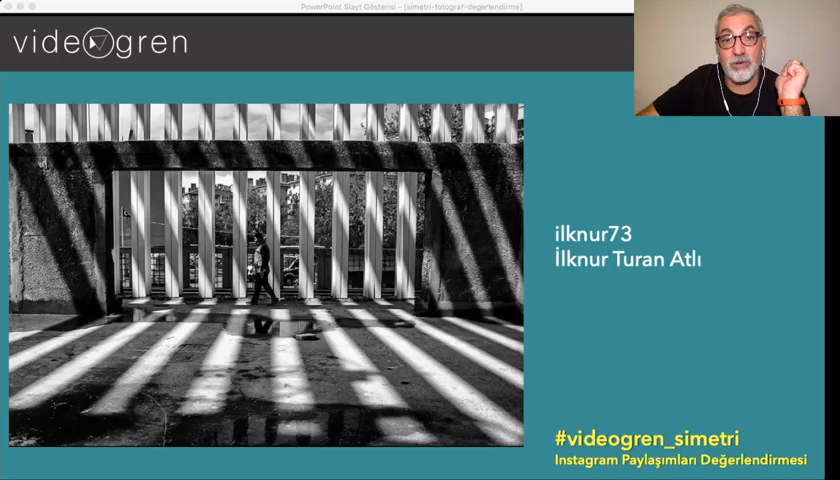 PowerPoint Slayt Gösterisi - [simetri-fotograf-degerlendirme]
videogren
ilknur73
İlknur Turan Atlı
#videogren_simetri
Instagram Paylaşımları Değerlendirmesi